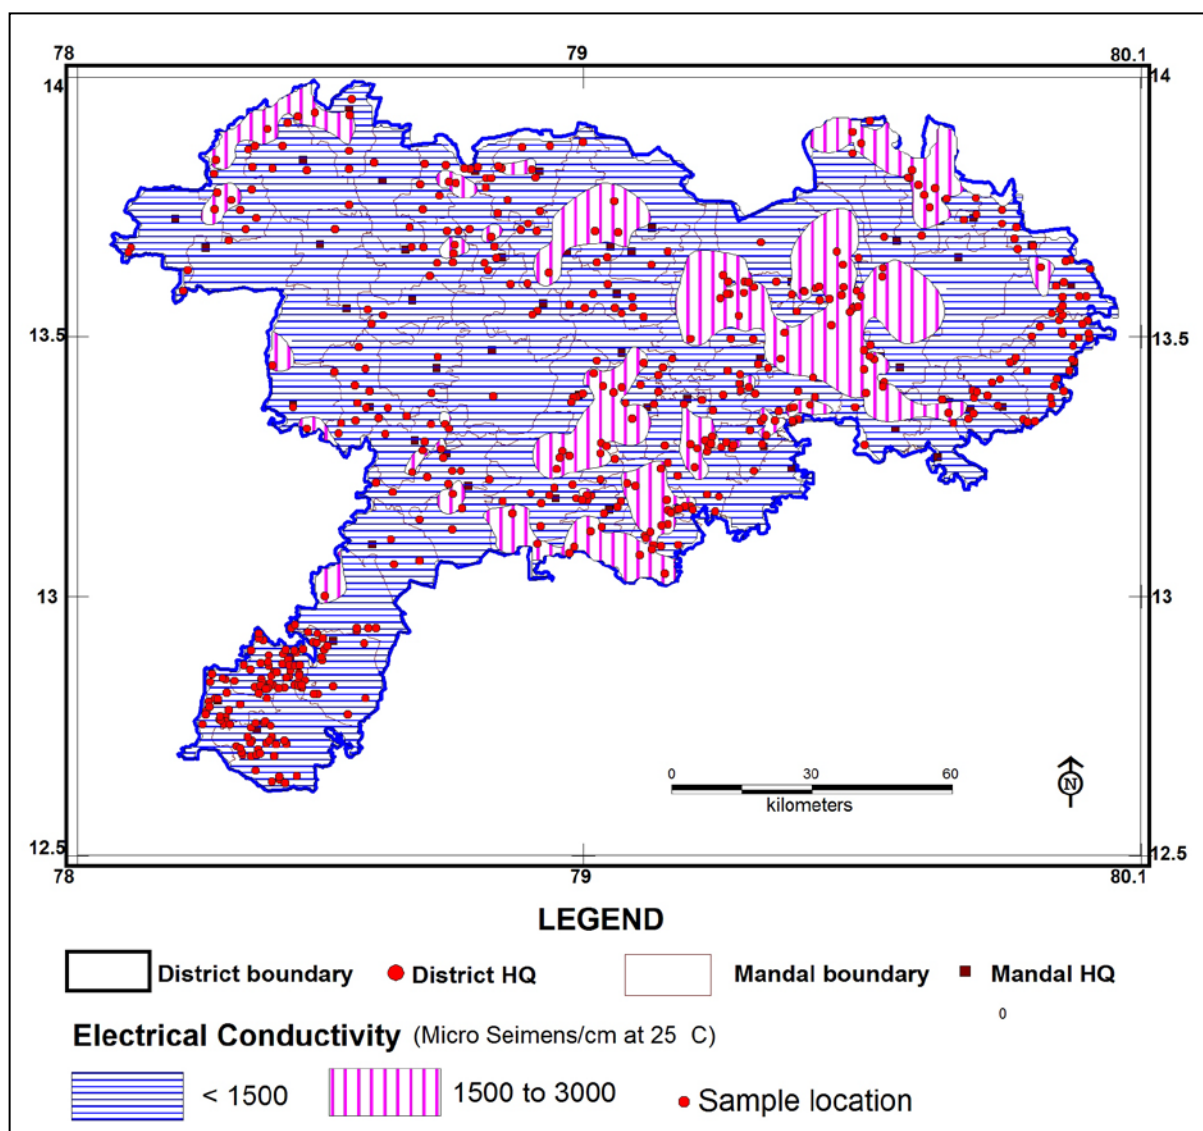 78 79 80.1
14 14
13.5 13.5
13 13
0 30 60
kilometers
N
12.5 12.5
78 79 80.1
LEGEND
District boundary District HQ Mandal boundary Mandal HQ
0
Electrical Conductivity (Micro Seimens/cm at 25 C)
< 1500 1500 to 3000 Sample location